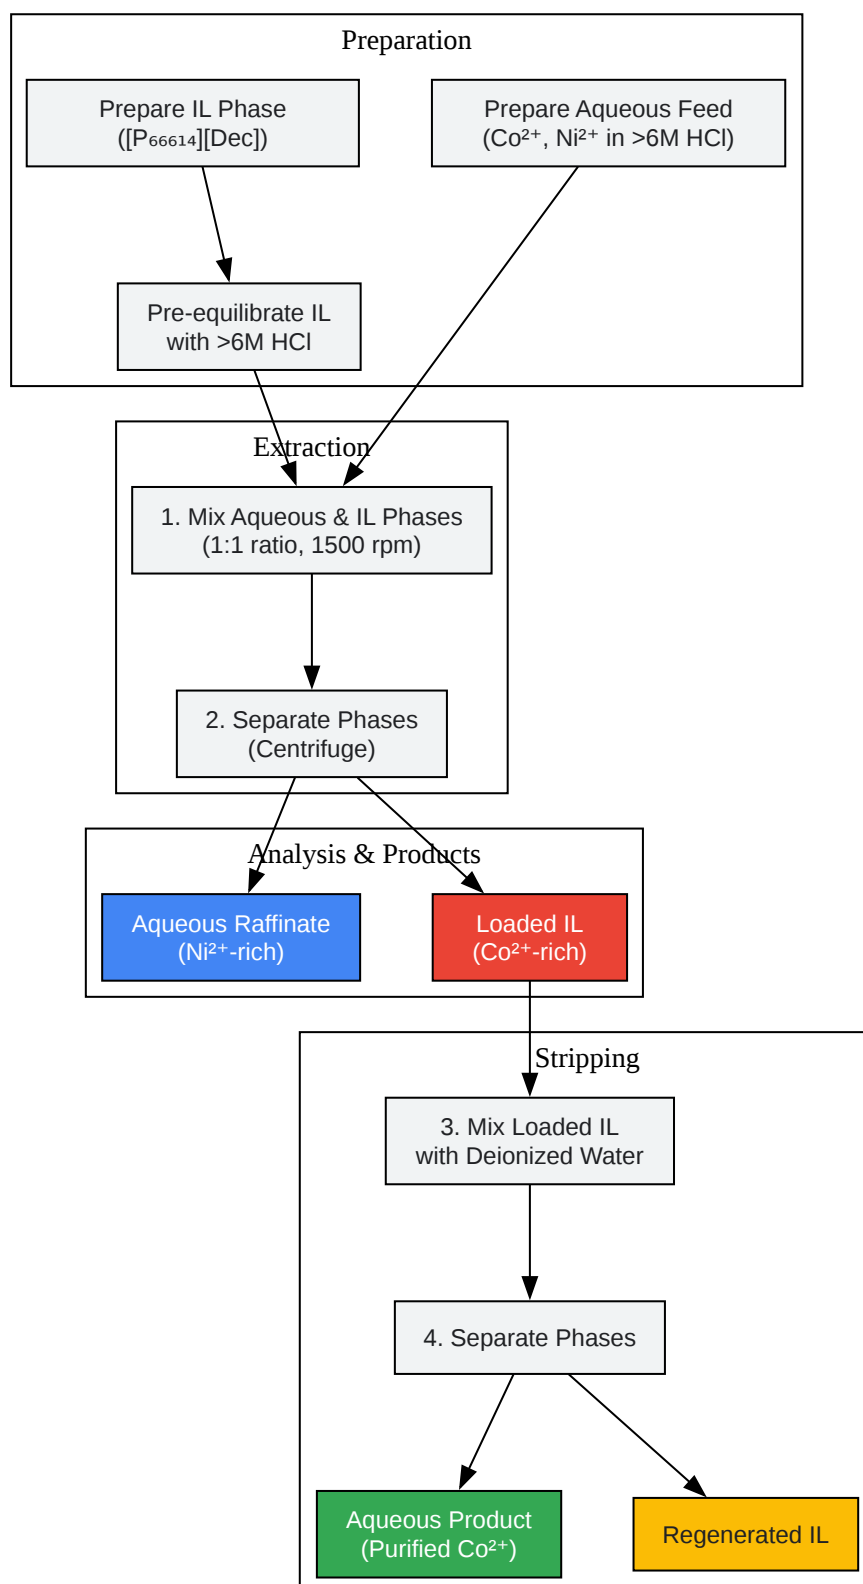 Preparation
Prepare IL Phase
([P₆₆₆₁₄][Dec])
Prepare Aqueous Feed
(Co²⁺, Ni²⁺ in >6M HCl)
Pre-equilibrate IL
with >6M HCl
Extraction
1. Mix Aqueous & IL Phases
(1:1 ratio, 1500 rpm)
2. Separate Phases
(Centrifuge)
Analysis & Products
Aqueous Raffinate
(Ni²⁺-rich)
Loaded IL
(Co²⁺-rich)
Stripping
3. Mix Loaded IL
with Deionized Water
4. Separate Phases
Aqueous Product
(Purified Co²⁺)
Regenerated IL